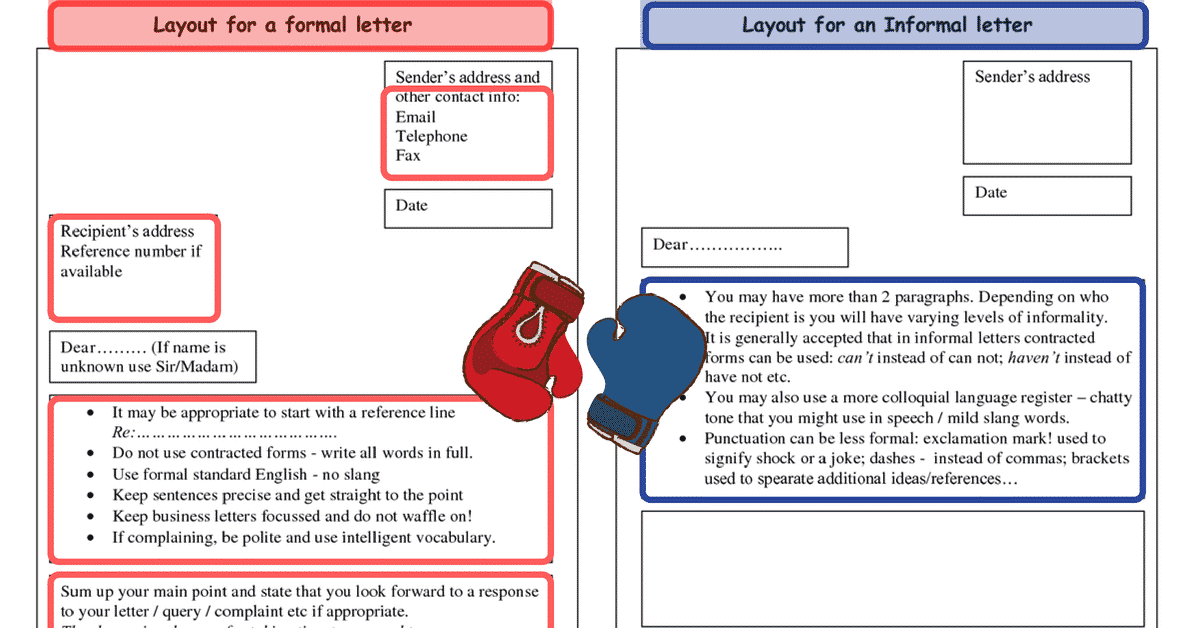 Layout for a formal letter
Sender's address and
other contact info:
Email
Telephone
Fax
Date
Recipient's address
Reference number if
available
Dear……… (If name is
unknown use Sir/Madam)
It may be appropriate to start with a reference line
Re:……………………………….
Do not use contracted forms - write all words in full.
Use formal standard English - no slang
Keep sentences precise and get straight to the point
Keep business letters focussed and do not waffle on!
If complaining, be polite and use intelligent vocabulary.
Sum up your main point and state that you look forward to a response
to your letter / query / complaint etc if appropriate.
Layout for an Informal letter
Sender's address
Date
Dear……………..
You may have more than 2 paragraphs. Depending on who
the recipient is you will have varying levels of informality.
It is generally accepted that in informal letters contracted
forms can be used: can't instead of can not; haven't instead of
have not etc.
You may also use a more colloquial language register – chatty
tone that you might use in speech / mild slang words.
Punctuation can be less formal: exclamation mark! used to
signify shock or a joke; dashes - instead of commas; brackets
used to spearate additional ideas/references…